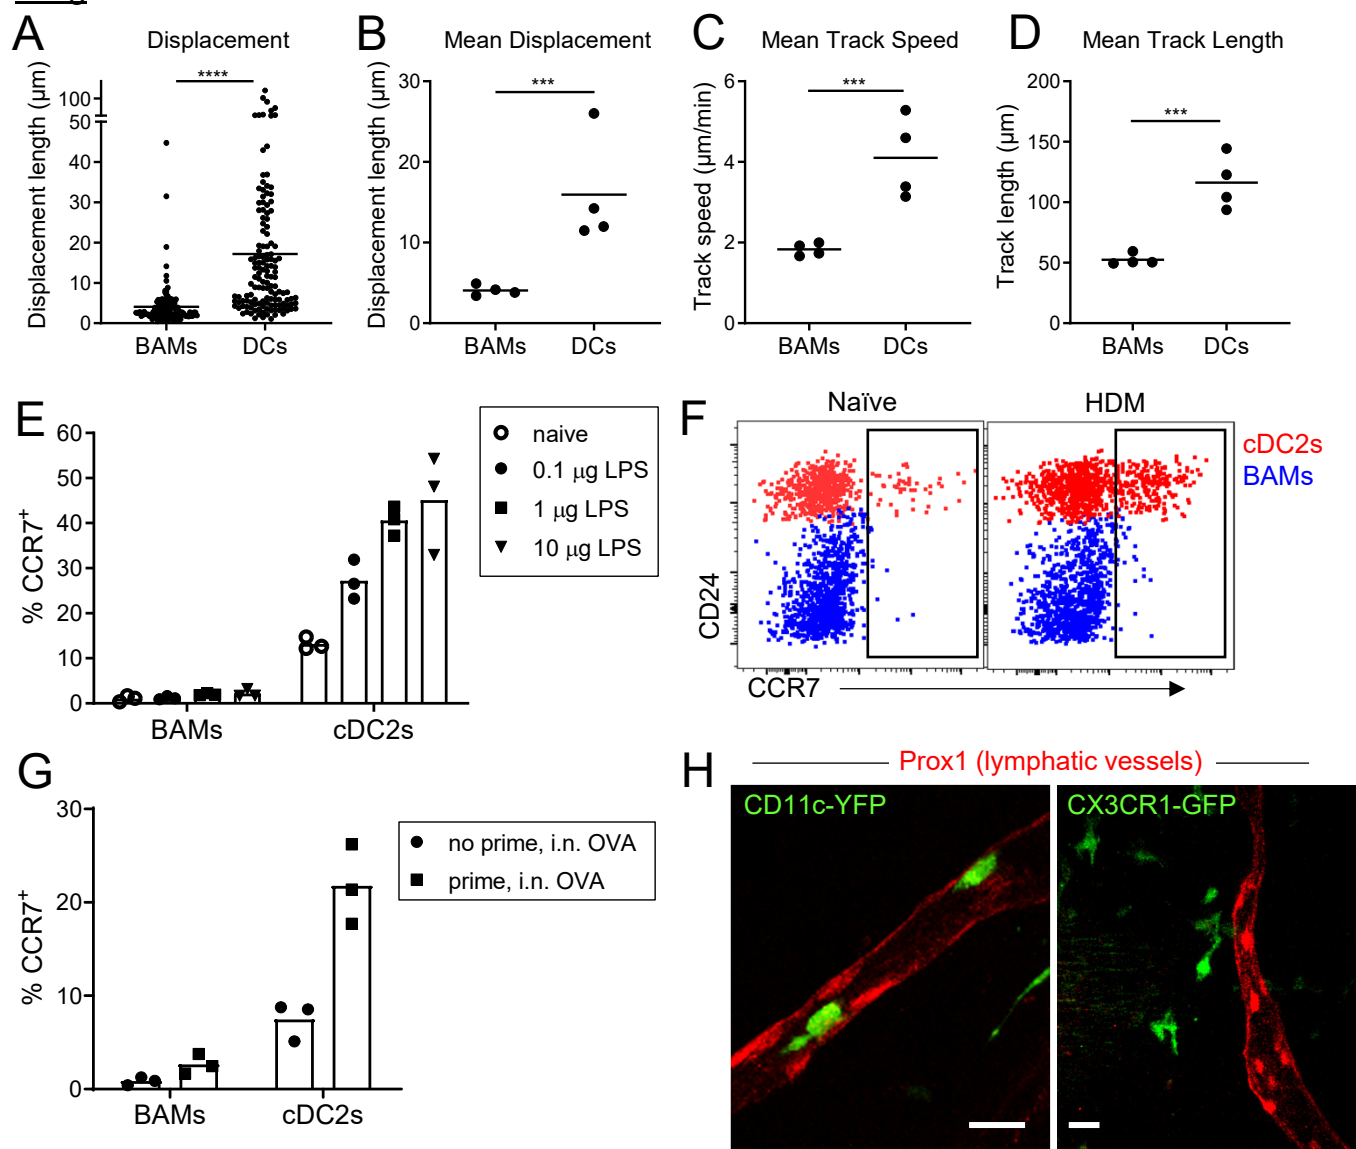 A
Displacement
Displacement length (µm)
****
100
50
40
30
20
10
0
BAMs DCs
B
Mean Displacement
Displacement length (µm)
***
30
20
10
0
BAMs DCs
C
Mean Track Speed
Track speed (µm/min)
***
6
4
2
0
BAMs DCs
D
Mean Track Length
Track length (µm)
***
200
150
100
50
0
BAMs DCs
E
% CCR7+
60
50
40
30
20
10
0
BAMs cDC2s
naive
0.1 µg LPS
1 µg LPS
10 µg LPS
F
Naïve
HDM
cDC2s
BAMs
CD24
CCR7
G
% CCR7+
30
20
10
0
BAMs cDC2s
no prime, i.n. OVA
prime, i.n. OVA
H
Prox1 (lymphatic vessels)
CD11c-YFP
CX3CR1-GFP